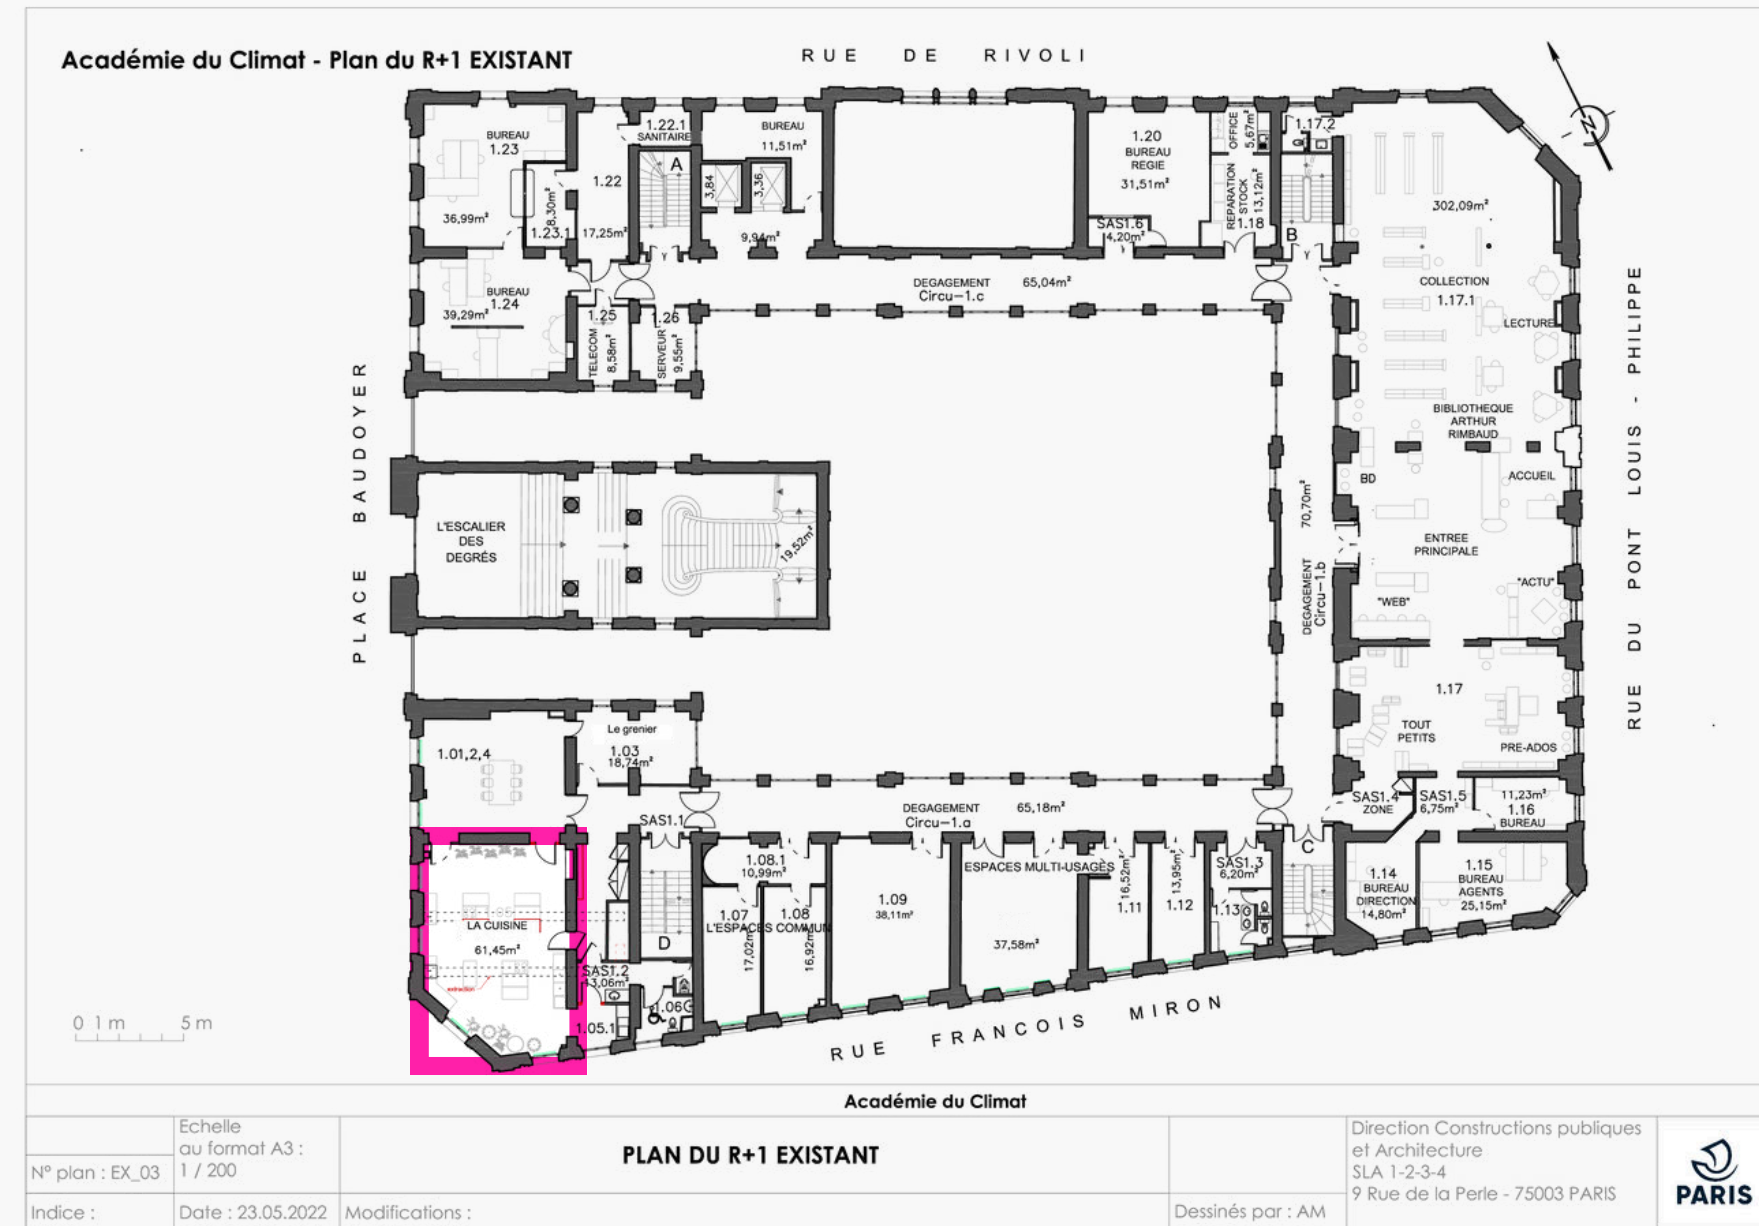 Académie du Climat - Plan du R+1 EXISTANT
RUE DE RIVOLI
N
BUREAU
1.23
36,99m²
8,30m²
1.23.1
1.22
17,25m²
1.22.1
SANITAIRE
A
BUREAU
11,51m²
3,84
3,36
9,94m²
1.20
BUREAU
REGIE
31,51m²
SAS1.6
4,20m²
OFFICE
5,67m²
REPARATION
STOCK
13,12m²
1.18
1.17.2
B
302,09m²
COLLECTION
1.17.1
LECTURE
BIBLIOTHEQUE
ARTHUR
RIMBAUD
BUREAU
1.24
39,29m²
1.25
TELECOM
8,58m²
1.26
SERVEUR
9,55m²
DEGAGEMENT 65,04m²
Circu-1.c
PLACE BAUDOYER
RUE DU PONT LOUIS - PHILIPPE
L'ESCALIER
DES
DEGRÉS
19,52m²
BD
ACCUEIL
ENTREE
PRINCIPALE
"WEB"
"ACTU"
70,70m²
DEGAGEMENT
Circu-1.b
1.17
TOUT
PETITS
PRE-ADOS
1.01,2,4
Le grenier
1.03
18,74m²
SAS1.1
DEGAGEMENT 65,18m²
Circu-1.a
SAS1.4
ZONE
SAS1.5
6,75m²
11,23m²
1.16
BUREAU
LA CUISINE
61,45m²
extraction
SAS1.2
13,06m²
1.05.1
1.06
D
1.08.1
10,99m²
1.07
1.08
L'ESPACES COMMUN
17,02m²
16,92m²
1.09
38,11m²
ESPACES MULTI-USAGES
37,58m²
16,52m²
1.11
13,95m²
1.12
SAS1.3
6,20m²
1.13
C
1.14
BUREAU
DIRECTION
14,80m²
1.15
BUREAU
AGENTS
25,15m²
RUE FRANCOIS MIRON
0 1 m 5 m
Académie du Climat
N° plan : EX_03
Echelle
au format A3 :
1 / 200
PLAN DU R+1 EXISTANT
Direction Constructions publiques
et Architecture
SLA 1-2-3-4
9 Rue de la Perle - 75003 PARIS
PARIS
Indice :
Date : 23.05.2022
Modifications :
Dessinés par : AM